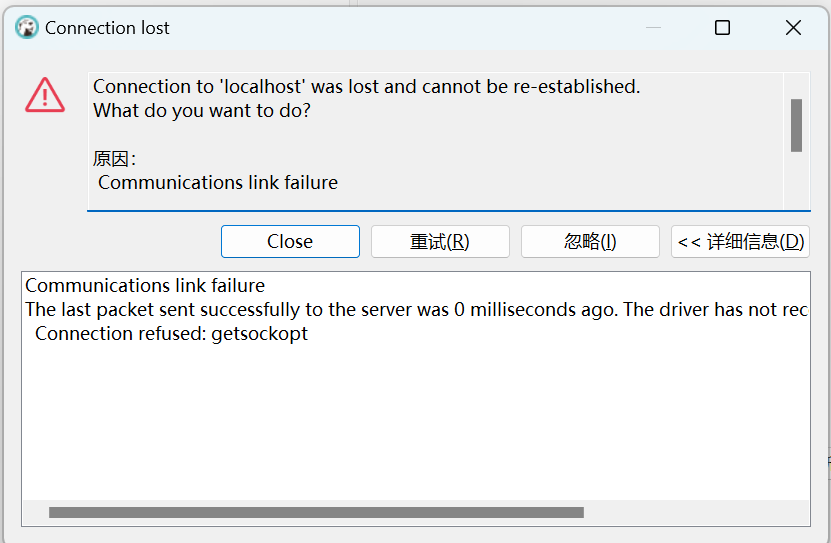 Connection lost
Connection to 'localhost' was lost and cannot be re-established.
What do you want to do?
原因：
Communications link failure
Close
重试(R)
忽略(I)
<< 详细信息(D)
Communications link failure
The last packet sent successfully to the server was 0 milliseconds ago. The driver has not rec
Connection refused: getsockopt